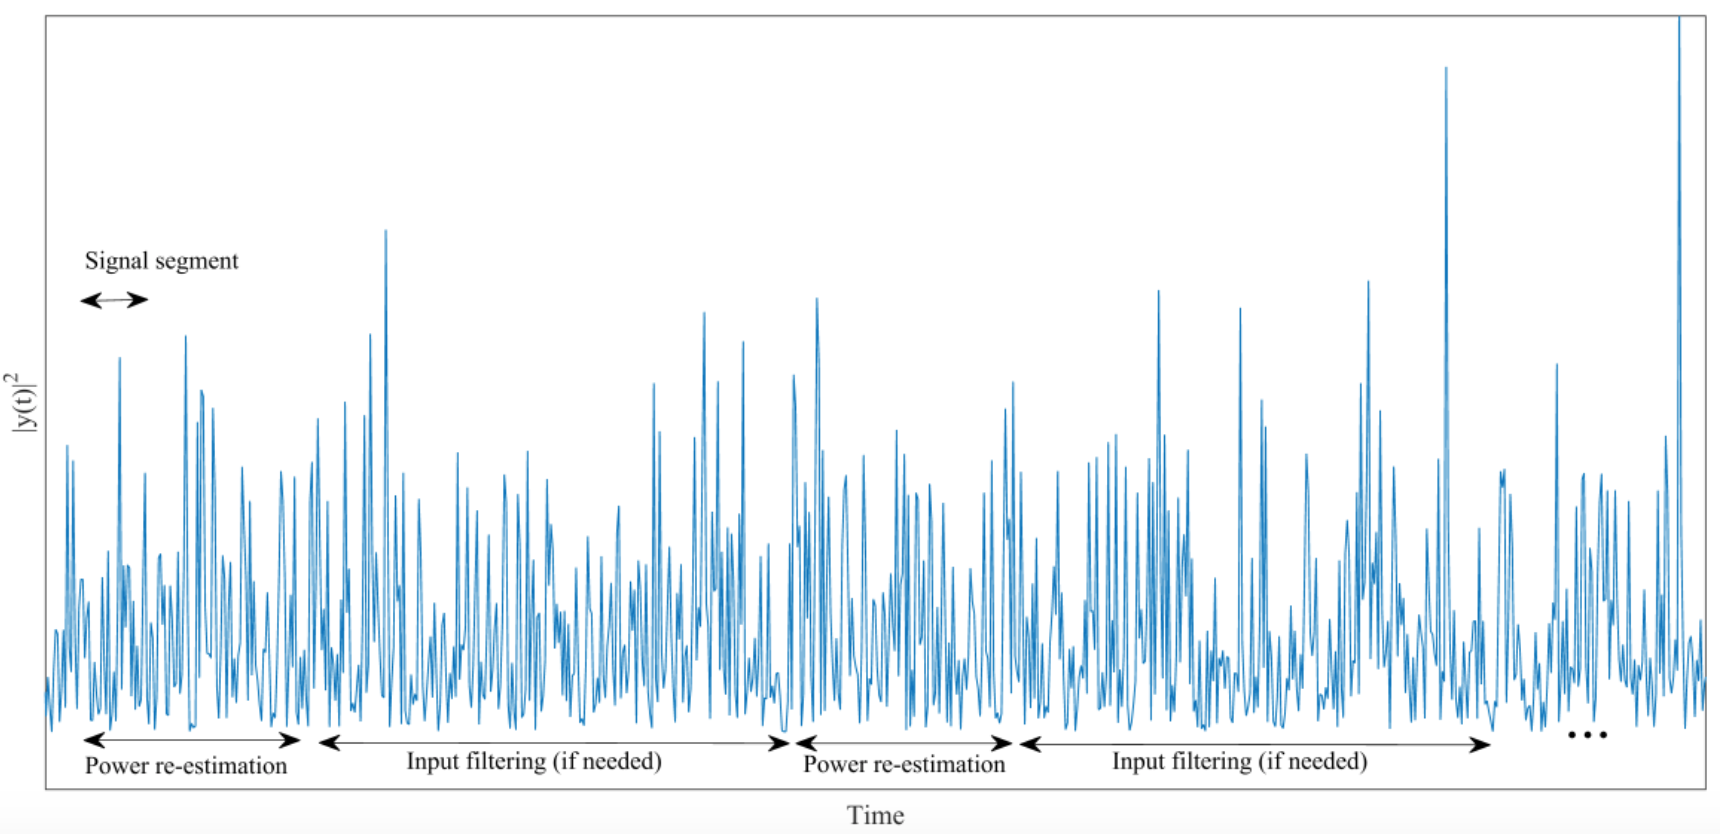 Signal segment
|y(t)|²
Power re-estimation
Input filtering (if needed)
Power re-estimation
Input filtering (if needed)
...
Time